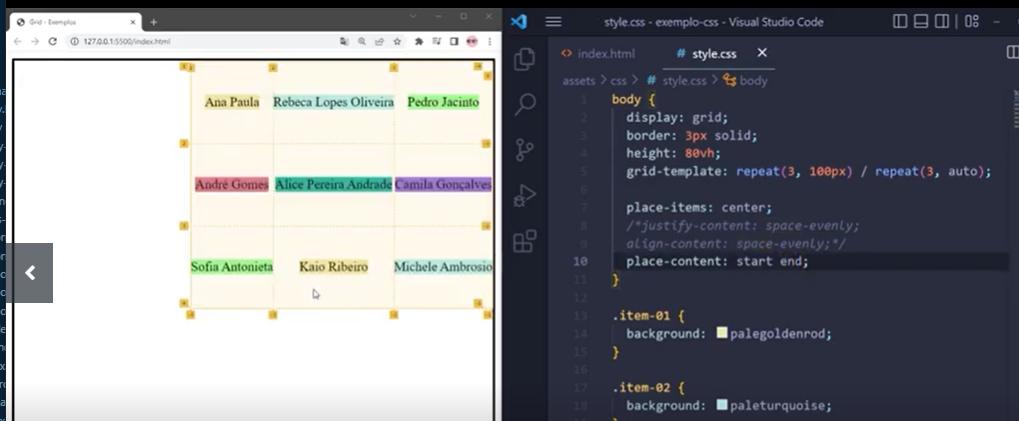 Grid - Exemplos
127.0.0.1:5500/index.html
Ana Paula
Rebeca Lopes Oliveira
Pedro Jacinto
André Gomes
Alice Pereira Andrade
Camila Gonçalves
Sofia Antonieta
Kaio Ribeiro
Michele Ambrosio
style.css - exemplo-css - Visual Studio Code
index.html
# style.css
assets > css > # style.css > body
1 body {
2 display: grid;
3 border: 3px solid;
4 height: 80vh;
5 grid-template: repeat(3, 100px) / repeat(3, auto);
6
7 place-items: center;
8 /*justify-content: space-evenly;
9 align-content: space-evenly;*/
10 place-content: start end;
11 }
12
13 .item-01 {
14 background: palegoldenrod;
15 }
16
17 .item-02 {
18 background: paleturquoise;